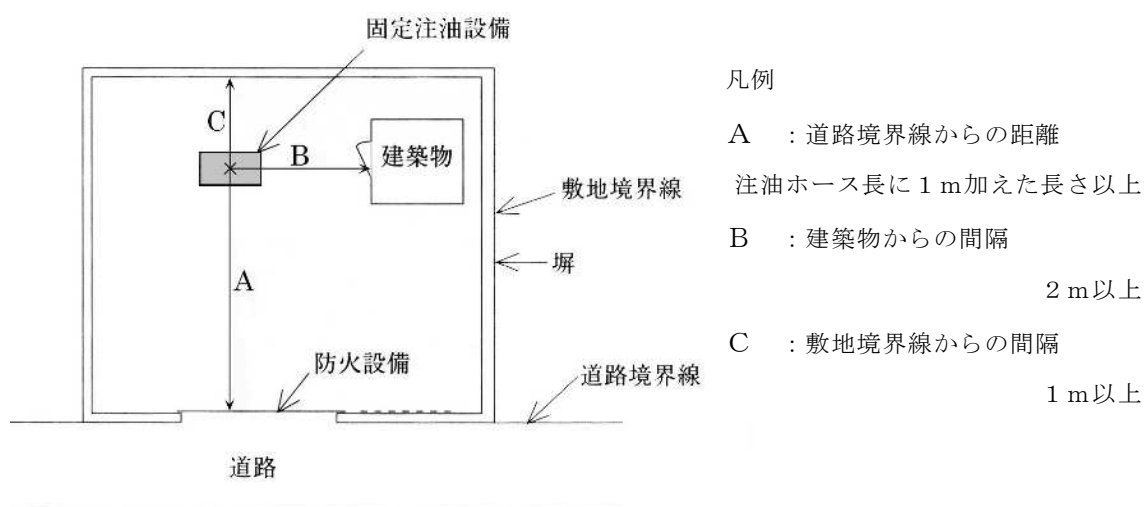 固定注油設備
C
B
建築物
敷地境界線
塀
A
防火設備
道路境界線
道路
凡例
A ：道路境界線からの距離
注油ホース長に１ｍ加えた長さ以上
B ：建築物からの間隔
２ｍ以上
C ：敷地境界線からの間隔
１ｍ以上